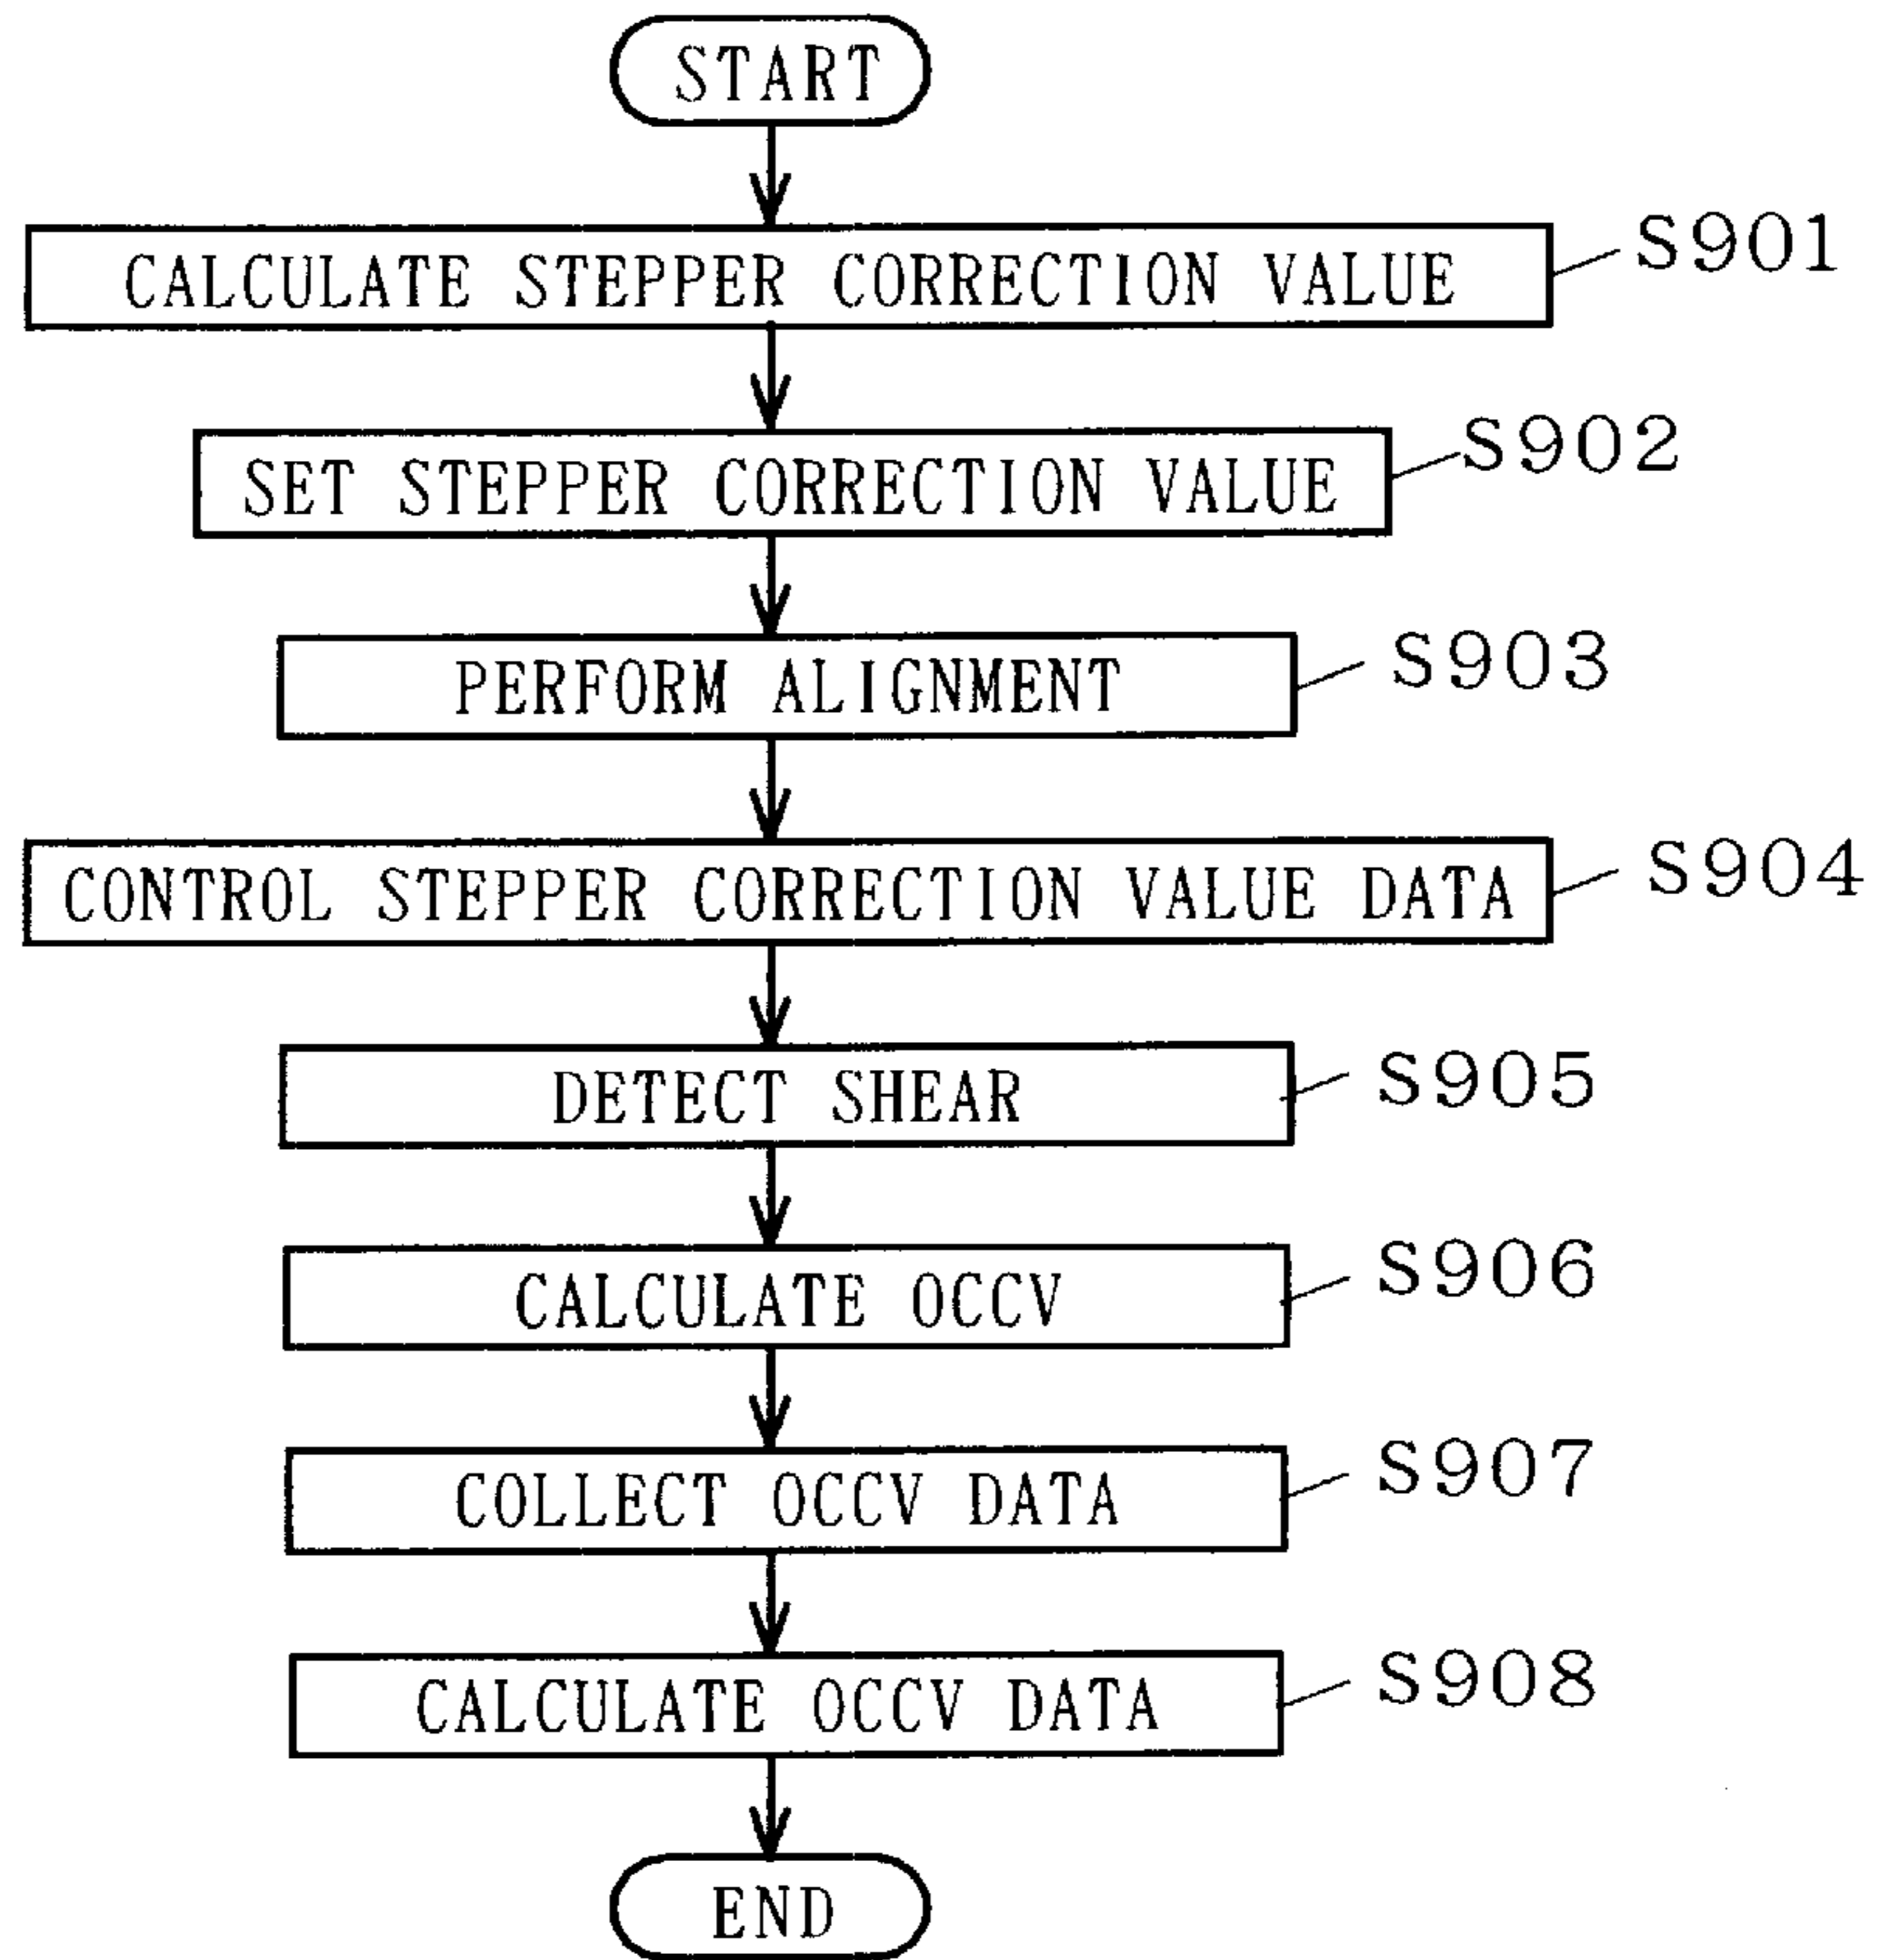 START
CALCULATE STEPPER CORRECTION VALUE
S901
SET STEPPER CORRECTION VALUE
S902
PERFORM ALIGNMENT
S903
CONTROL STEPPER CORRECTION VALUE DATA
S904
DETECT SHEAR
S905
CALCULATE OCCV
S906
COLLECT OCCV DATA
S907
CALCULATE OCCV DATA
S908
END